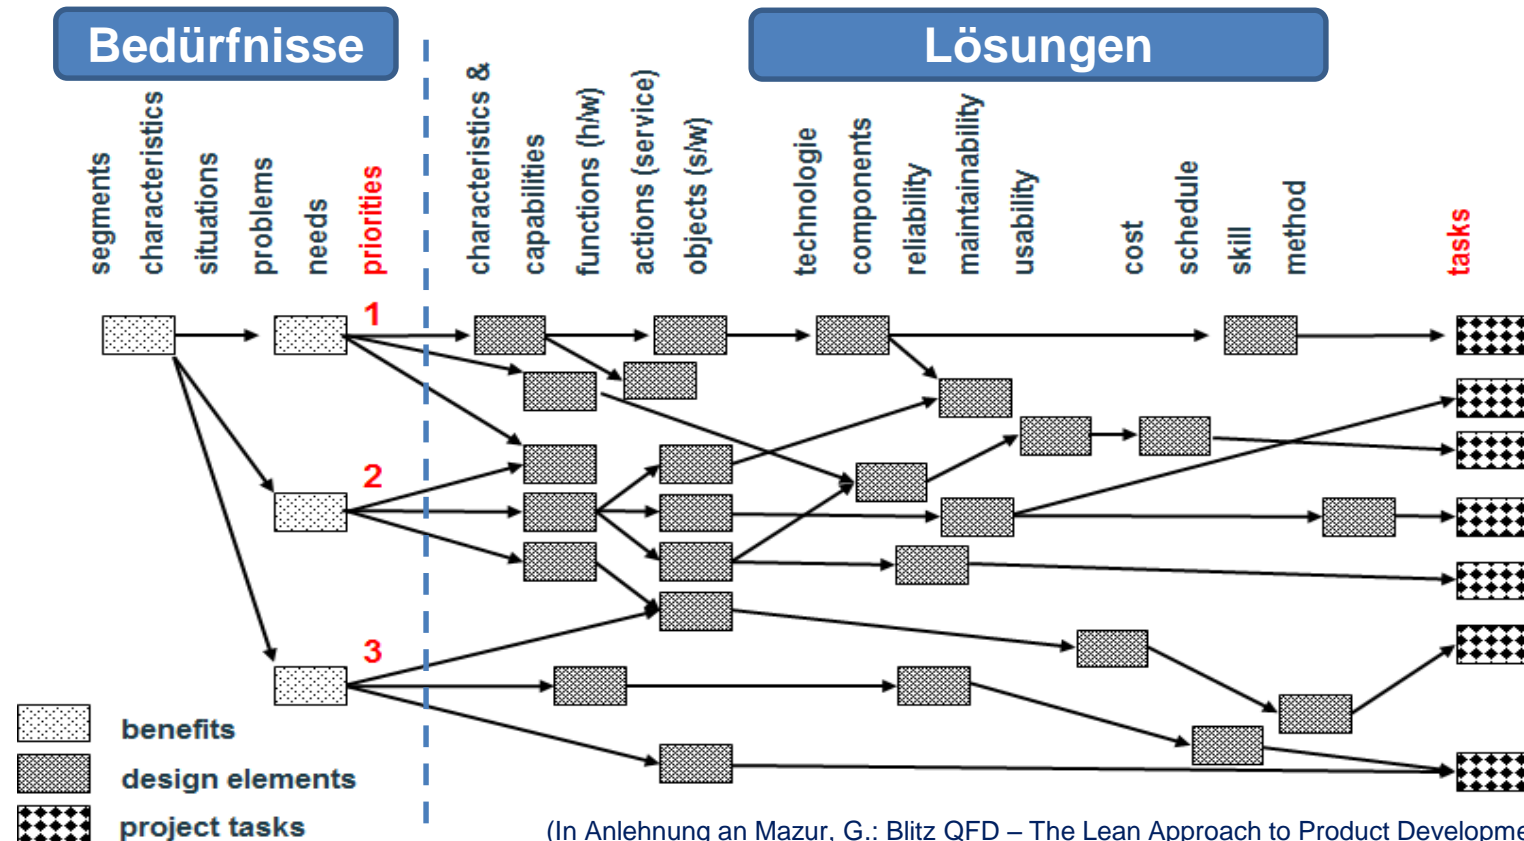 Bedürfnisse
Lösungen
segments
characteristics
situations
problems
needs
priorities
characteristics &
capabilities
functions (h/w)
actions (service)
objects (s/w)
technologie
components
reliability
maintainability
usability
cost
schedule
skill
method
tasks
1
2
3
benefits
design elements
project tasks
(In Anlehnung an Mazur, G.: Blitz QFD – The Lean Approach to Product Developme